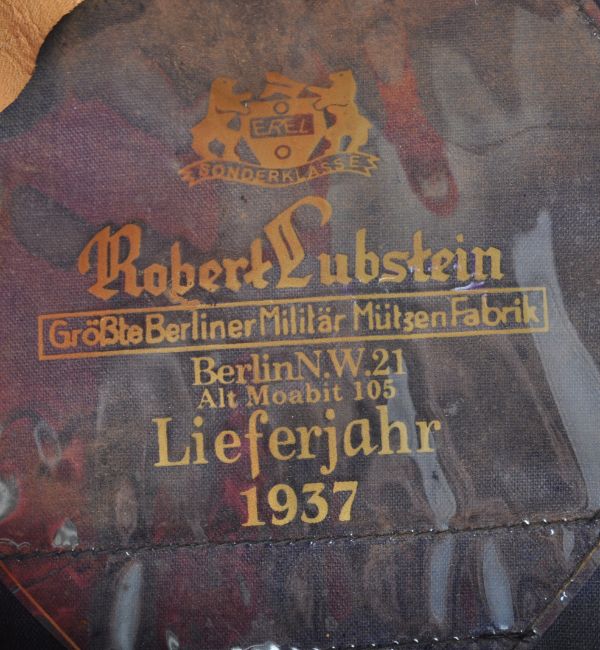 EREL
SONDERKLASSE
Robert Lubstein
Größte Berliner Militär Mützen Fabrik
Berlin N.W.21
Alt Moabit 105
Lieferjahr
1937